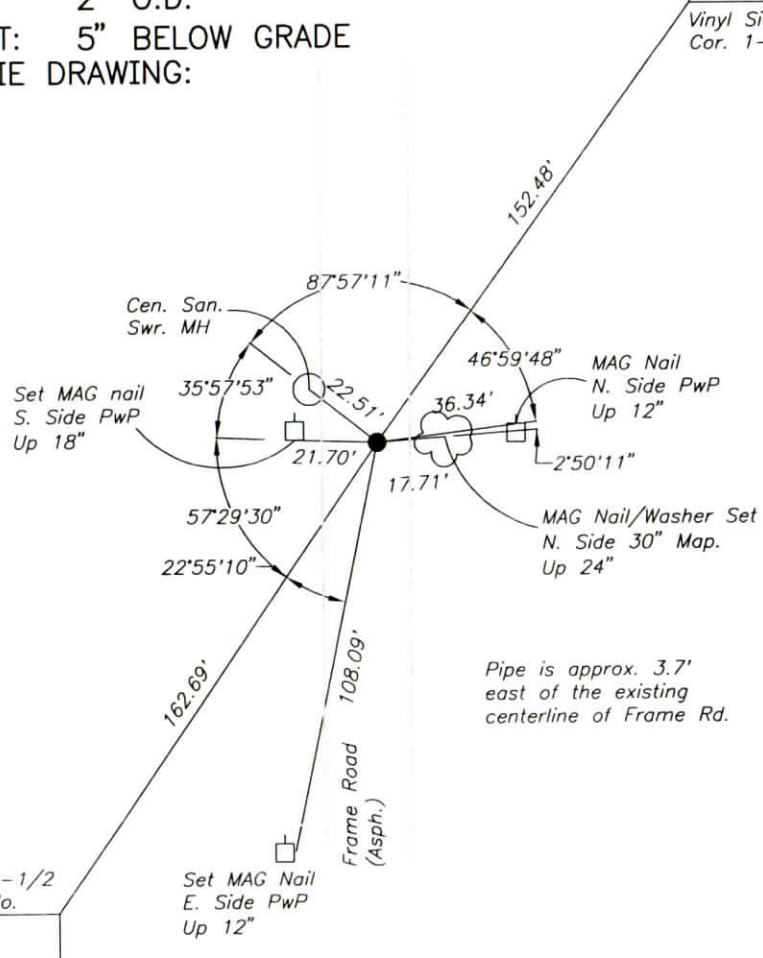 2" O.D.
T: 5" BELOW GRADE
IE DRAWING:
Cor. 1-
152.48'
87°57'11"
Cen. San.
Swr. MH
46°59'48"
MAG Nail
N. Side PwP
Up 12"
Set MAG nail
S. Side PwP
Up 18"
35°57'53"
22.51'
36.34'
21.70'
17.71'
2°50'11"
57°29'30"
MAG Nail/Washer Set
N. Side 30" Map.
Up 24"
22°55'10"
162.69'
108.09'
Pipe is approx. 3.7'
east of the existing
centerline of Frame Rd.
Frame Road
(Asph.)
-1/2
Set MAG Nail
E. Side PwP
Up 12"